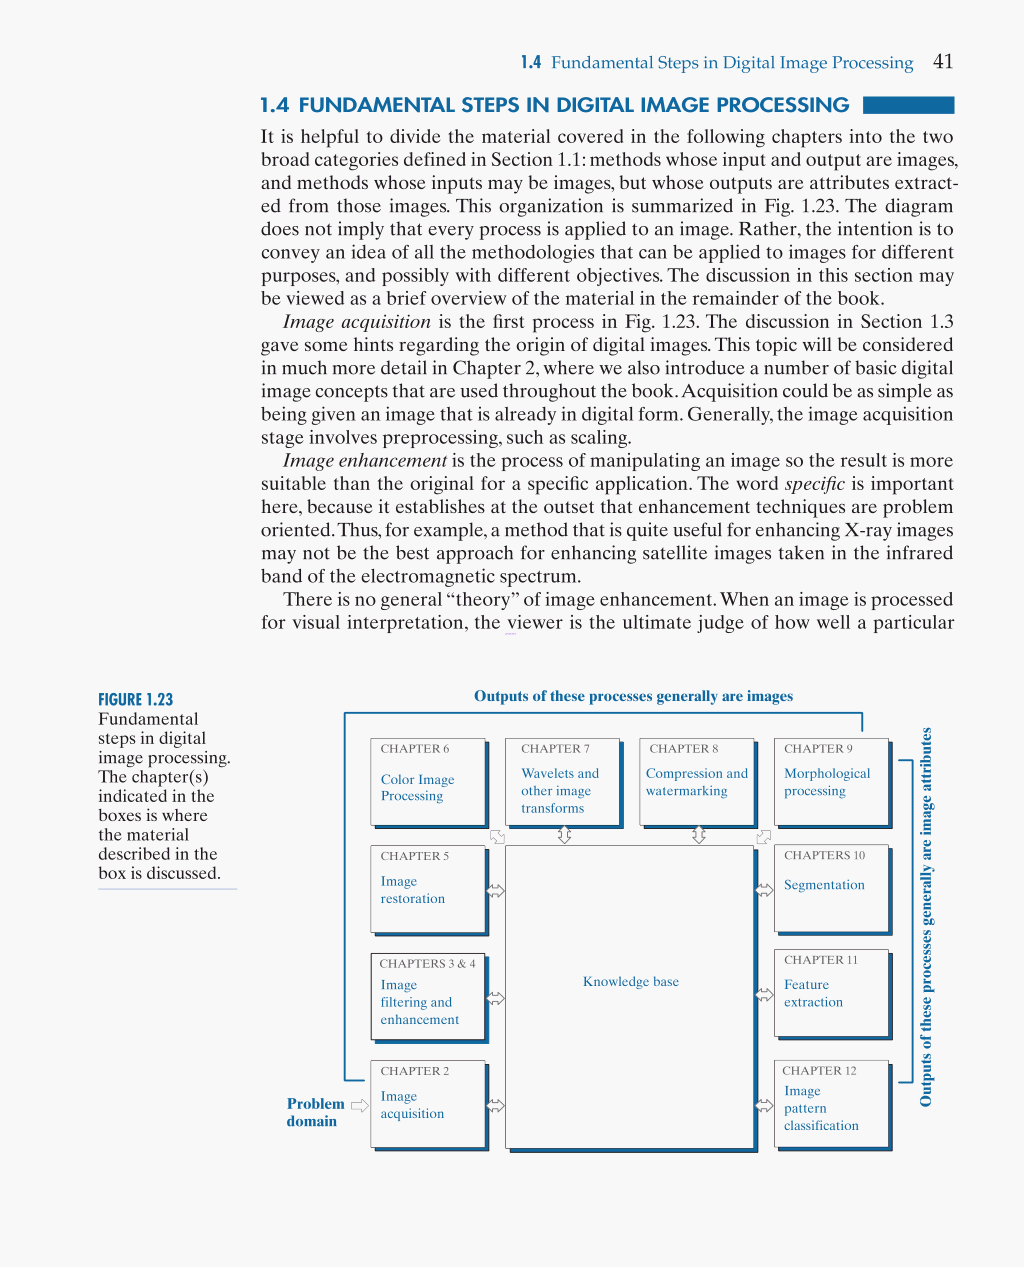 1.4 Fundamental Steps in Digital Image Processing 41
1.4 FUNDAMENTAL STEPS IN DIGITAL IMAGE PROCESSING
It is helpful to divide the material covered in the following chapters into the two
broad categories defined in Section 1.1: methods whose input and output are images,
and methods whose inputs may be images, but whose outputs are attributes extract-
ed from those images. This organization is summarized in Fig. 1.23. The diagram
does not imply that every process is applied to an image. Rather, the intention is to
convey an idea of all the methodologies that can be applied to images for different
purposes, and possibly with different objectives. The discussion in this section may
be viewed as a brief overview of the material in the remainder of the book.
Image acquisition is the first process in Fig. 1.23. The discussion in Section 1.3
gave some hints regarding the origin of digital images. This topic will be considered
in much more detail in Chapter 2, where we also introduce a number of basic digital
image concepts that are used throughout the book. Acquisition could be as simple as
being given an image that is already in digital form. Generally, the image acquisition
stage involves preprocessing, such as scaling.
Image enhancement is the process of manipulating an image so the result is more
suitable than the original for a specific application. The word specific is important
here, because it establishes at the outset that enhancement techniques are problem
oriented. Thus, for example, a method that is quite useful for enhancing X-ray images
may not be the best approach for enhancing satellite images taken in the infrared
band of the electromagnetic spectrum.
There is no general “theory” of image enhancement. When an image is processed
for visual interpretation, the viewer is the ultimate judge of how well a particular
FIGURE 1.23
Fundamental
steps in digital
image processing.
The chapter(s)
indicated in the
boxes is where
the material
described in the
box is discussed.
Outputs of these processes generally are images
CHAPTER 6
Color Image
Processing
CHAPTER 7
Wavelets and
other image
transforms
CHAPTER 8
Compression and
watermarking
CHAPTER 9
Morphological
processing
CHAPTER 5
Image
restoration
CHAPTERS 10
Segmentation
CHAPTERS 3 & 4
Image
filtering and
enhancement
Knowledge base
CHAPTER 11
Feature
extraction
CHAPTER 2
Image
acquisition
CHAPTER 12
Image
pattern
classification
Problem
domain
Outputs of these processes generally are image attributes